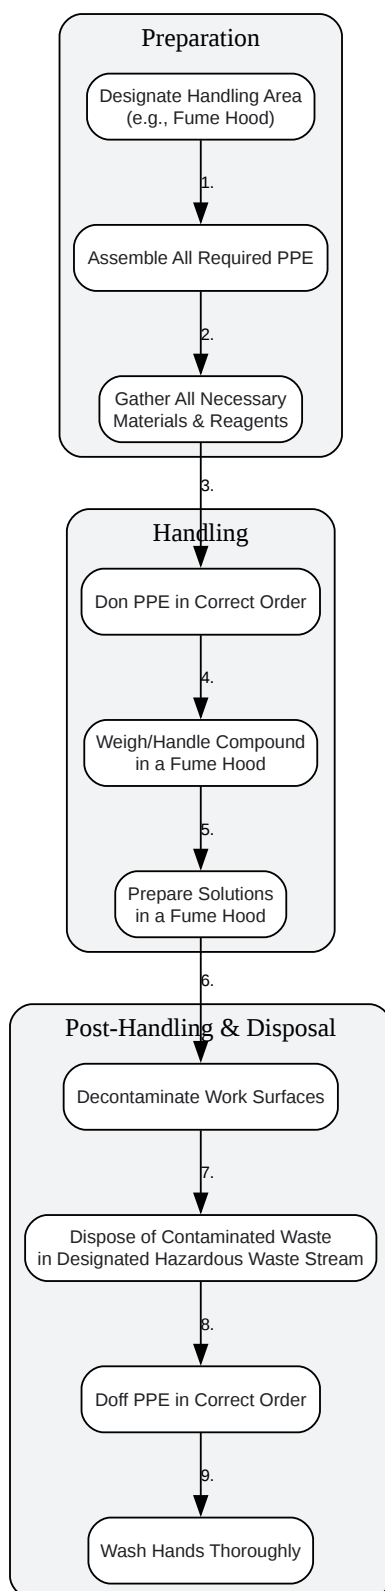 Preparation
Designate Handling Area
(e.g., Fume Hood)
1.
Assemble All Required PPE
2.
Gather All Necessary
Materials & Reagents
3.
Handling
Don PPE in Correct Order
4.
Weigh/Handle Compound
in a Fume Hood
5.
Prepare Solutions
in a Fume Hood
6.
Post-Handling & Disposal
Decontaminate Work Surfaces
7.
Dispose of Contaminated Waste
in Designated Hazardous Waste Stream
8.
Doff PPE in Correct Order
9.
Wash Hands Thoroughly